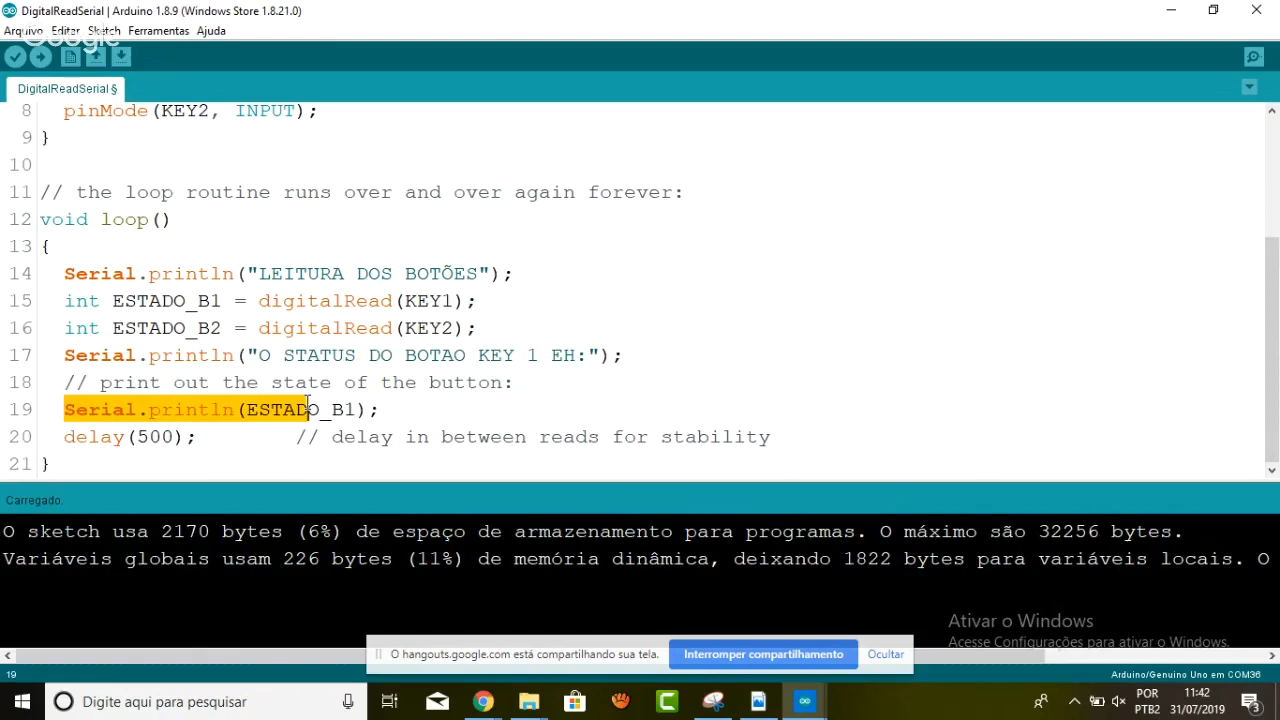 DigitalReadSerial | Arduino 1.8.9 (Windows Store 1.8.21.0)
Arquivo Editar Sketch Ferramentas Ajuda
Google
DigitalReadSerial §
8 pinMode(KEY2, INPUT);
9 }
10
11 // the loop routine runs over and over again forever:
12 void loop()
13 {
14 Serial.println("LEITURA DOS BOTÕES");
15 int ESTADO_B1 = digitalRead(KEY1);
16 int ESTADO_B2 = digitalRead(KEY2);
17 Serial.println("O STATUS DO BOTAO KEY 1 EH:");
18 // print out the state of the button:
19 Serial.println(ESTADO_B1);
20 delay(500); // delay in between reads for stability
21 }
Carregado.
O sketch usa 2170 bytes (6%) de espaço de armazenamento para programas. O máximo são 32256 bytes.
Variáveis globais usam 226 bytes (11%) de memória dinâmica, deixando 1822 bytes para variáveis locais. O
Ativar o Windows
Acesse Configurações para ativar o Windows.
O hangouts.google.com está compartilhando sua tela. Interromper compartilhamento Ocultar
19 Arduino/Genuino Uno em COM36
Digite aqui para pesquisar
POR 11:42
PTB2 31/07/2019
3